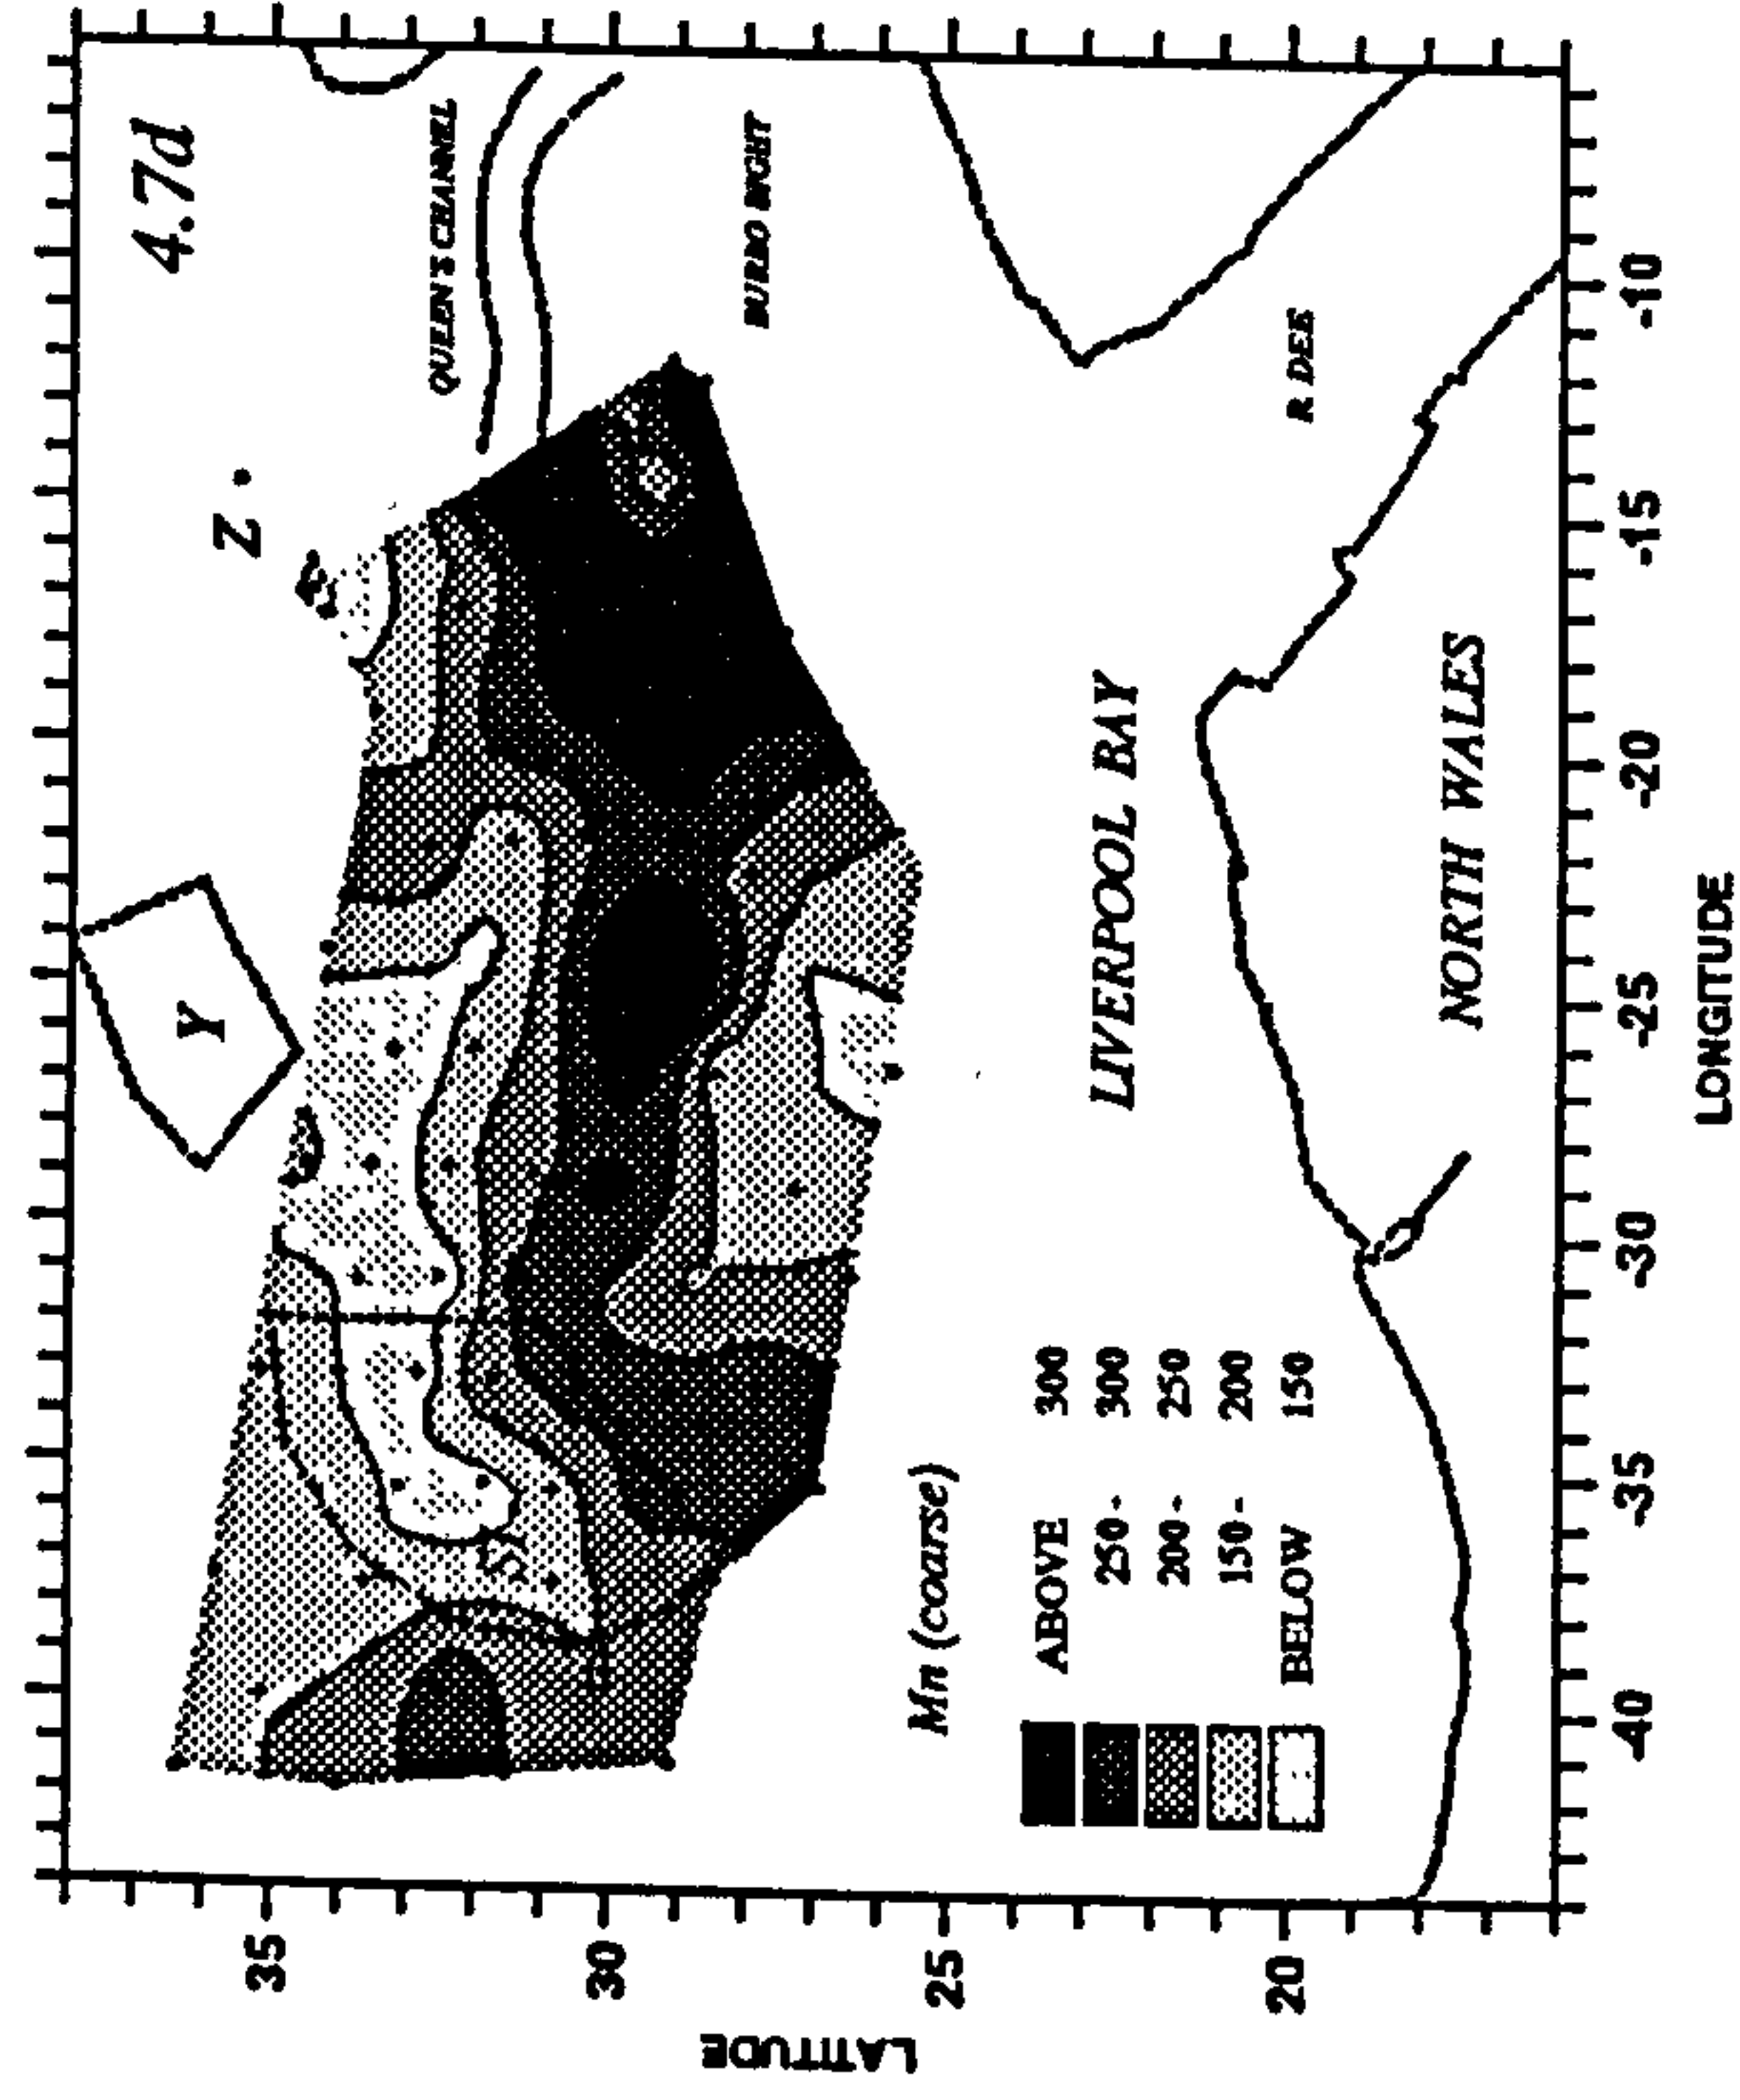 4.7d
Z
Y
QUEEN'S CHANNEL
BURBO BIGHT
R DEE
LIVERPOOL BAY
NORTH WALES
Mn (coarse)
ABOVE 300
250 - 300
200 - 250
150 - 200
BELOW 150
35
30
25
20
LATITUDE
-40
-35
-30
-25
-20
-15
-10
LONGITUDE